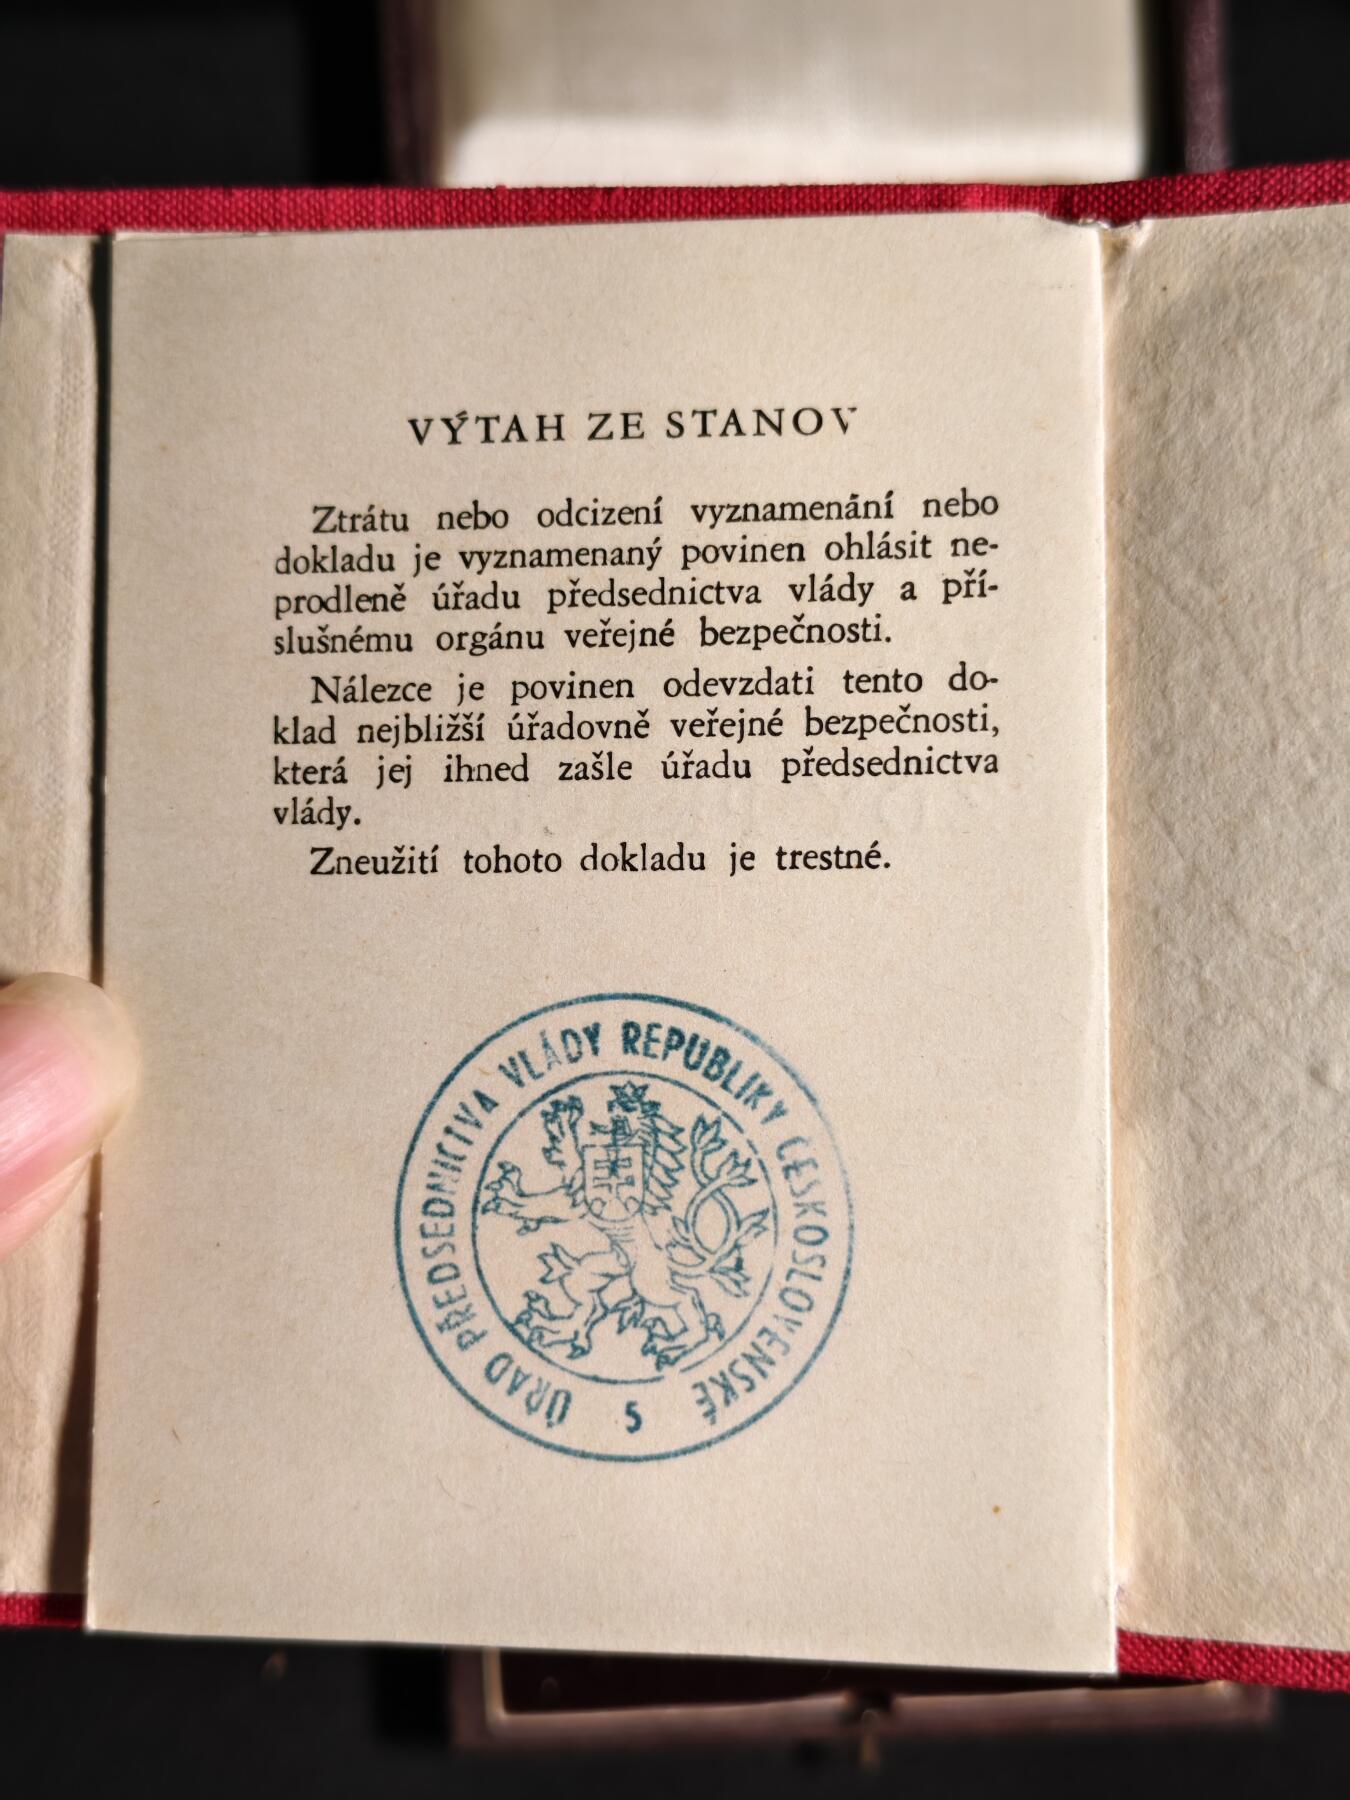 VÝTAH ZE STANOV
Ztrátu nebo odcizení vyznamenání nebo
dokladu je vyznamenaný povinen ohlásit ne-
prodleně úřadu předsednictva vlády a pří-
slušnému orgánu veřejné bezpečnosti.
Nálezce je povinen odevzdati tento do-
klad nejbližší úřadovně veřejné bezpečnosti,
která jej ihned zašle úřadu předsednictva
vlády.
Zneužití tohoto dokladu je trestné.
ÚŘAD PŘEDSEDNICTVA VLÁDY REPUBLIKY ČESKOSLOVENSKÉ
5